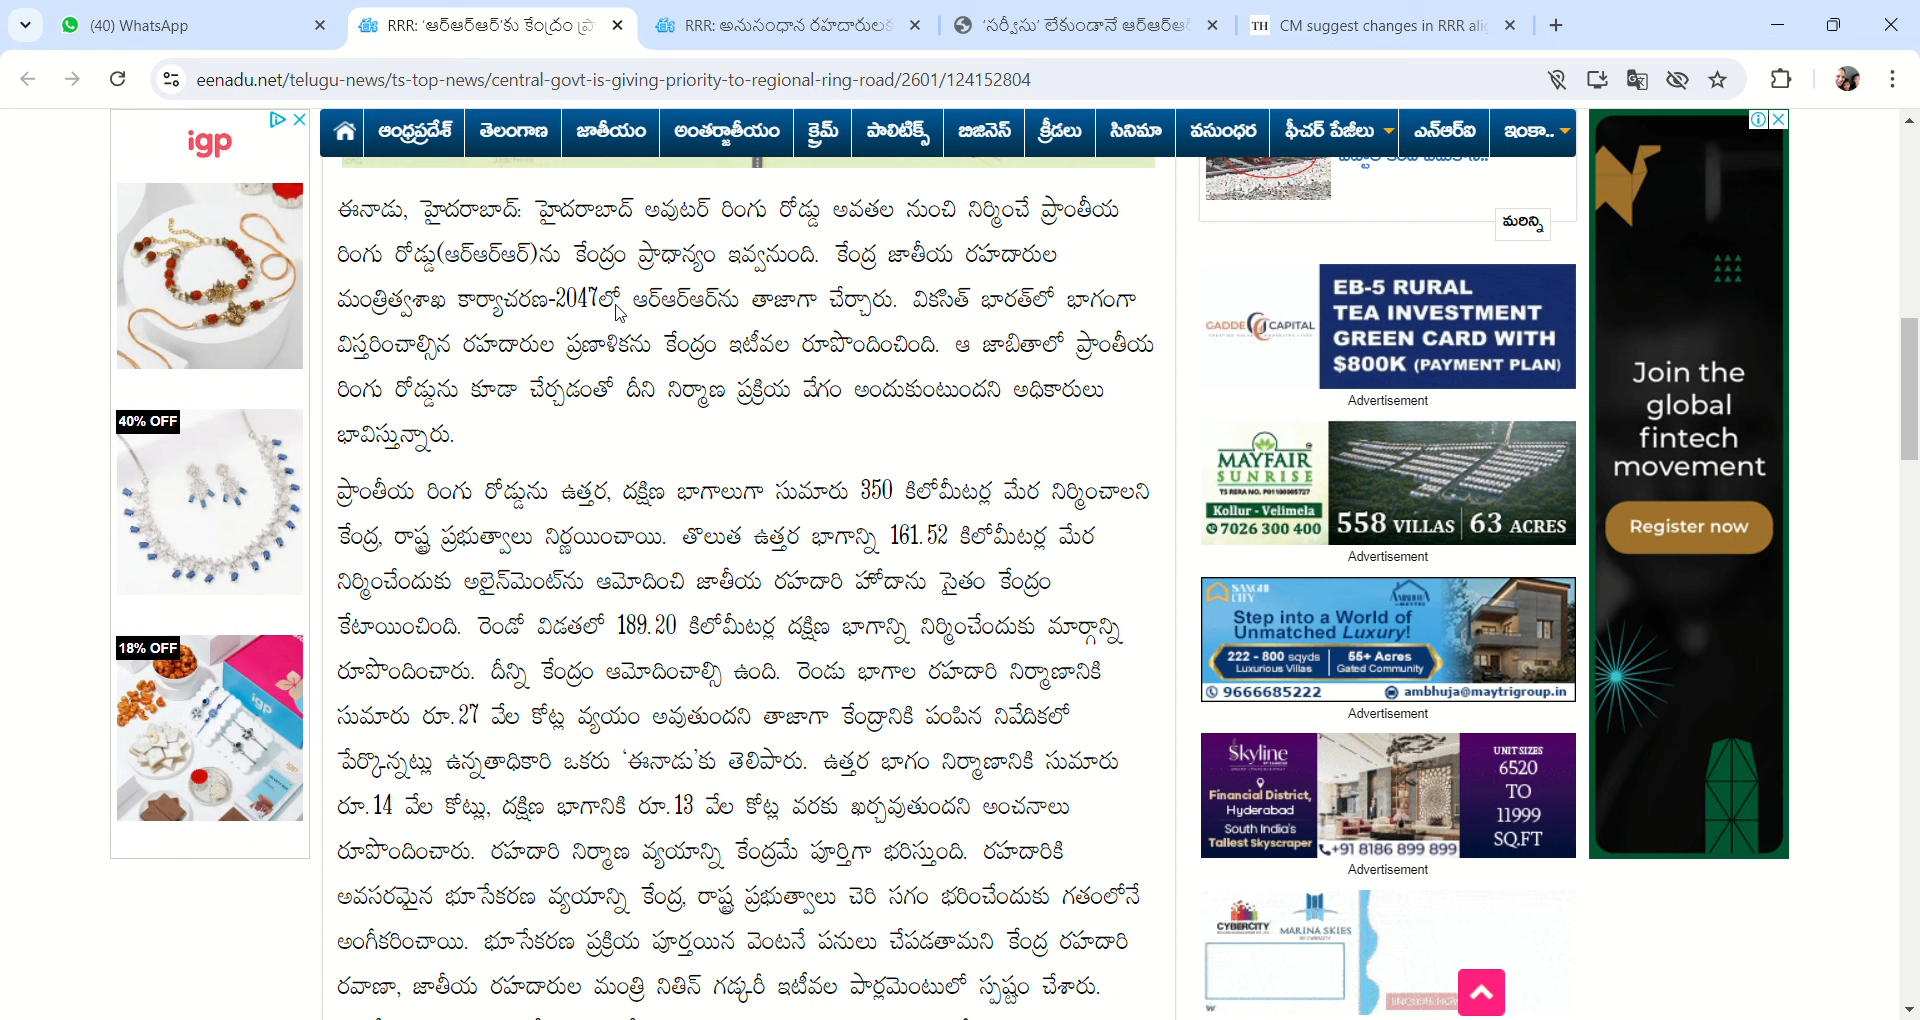 (40) WhatsApp
RRR: ‘ఆర్‌ఆర్‌ఆర్‌’కు కేంద్రం ప్రా
RRR: అనుసంధాన రహదారులక
‘సర్వీసు’ లేకుండానే ఆర్‌ఆర్‌ఆర్
TH CM suggest changes in RRR alig
eenadu.net/telugu-news/ts-top-news/central-govt-is-giving-priority-to-regional-ring-road/2601/124152804
ఆంధ్రప్రదేశ్ తెలంగాణ జాతీయం అంతర్జాతీయం క్రైమ్ పాలిటిక్స్ బిజినెస్ క్రీడలు సినిమా వసుంధర ఫీచర్ పేజీలు ఎన్ఆర్ఐ ఇంకా..
igp
40% OFF
18% OFF
igp
ఈనాడు, హైదరాబాద్: హైదరాబాద్ అవుటర్ రింగు రోడ్డు అవతల నుంచి నిర్మించే ప్రాంతీయ
రింగు రోడ్డు(ఆర్‌ఆర్‌ఆర్)ను కేంద్రం ప్రాధాన్యం ఇవ్వనుంది. కేంద్ర జాతీయ రహదారుల
మంత్రిత్వశాఖ కార్యాచరణ-2047లో ఆర్‌ఆర్‌ఆర్‌ను తాజాగా చేర్చారు. వికసిత్ భారత్‌లో భాగంగా
విస్తరించాల్సిన రహదారుల ప్రణాళికను కేంద్రం ఇటీవల రూపొందించింది. ఆ జాబితాలో ప్రాంతీయ
రింగు రోడ్డును కూడా చేర్చడంతో దీని నిర్మాణ ప్రక్రియ వేగం అందుకుంటుందని అధికారులు
భావిస్తున్నారు.
ప్రాంతీయ రింగు రోడ్డును ఉత్తర, దక్షిణ భాగాలుగా సుమారు 350 కిలోమీటర్ల మేర నిర్మించాలని
కేంద్ర, రాష్ట్ర ప్రభుత్వాలు నిర్ణయించాయి. తొలుత ఉత్తర భాగాన్ని 161.52 కిలోమీటర్ల మేర
నిర్మించేందుకు అలైన్‌మెంట్‌ను ఆమోదించి జాతీయ రహదారి హోదాను సైతం కేంద్రం
కేటాయించింది. రెండో విడతలో 189.20 కిలోమీటర్ల దక్షిణ భాగాన్ని నిర్మించేందుకు మార్గాన్ని
రూపొందించారు. దీన్ని కేంద్రం ఆమోదించాల్సి ఉంది. రెండు భాగాల రహదారి నిర్మాణానికి
సుమారు రూ.27 వేల కోట్ల వ్యయం అవుతుందని తాజాగా కేంద్రానికి పంపిన నివేదికలో
పేర్కొన్నట్లు ఉన్నతాధికారి ఒకరు ‘ఈనాడు’కు తెలిపారు. ఉత్తర భాగం నిర్మాణానికి సుమారు
రూ.14 వేల కోట్లు, దక్షిణ భాగానికి రూ.13 వేల కోట్ల వరకు ఖర్చవుతుందని అంచనాలు
రూపొందించారు. రహదారి నిర్మాణ వ్యయాన్ని కేంద్రమే పూర్తిగా భరిస్తుంది. రహదారికి
అవసరమైన భూసేకరణ వ్యయాన్ని కేంద్ర, రాష్ట్ర ప్రభుత్వాలు చెరి సగం భరించేందుకు గతంలోనే
అంగీకరించాయి. భూసేకరణ ప్రక్రియ పూర్తయిన వెంటనే పనులు చేపడతామని కేంద్ర రహదారి
రవాణా, జాతీయ రహదారుల మంత్రి నితిన్ గడ్కరీ ఇటీవల పార్లమెంటులో స్పష్టం చేశారు.
మరిన్ని
GADDE CAPITAL
EB-5 RURAL
TEA INVESTMENT
GREEN CARD WITH
$800K (PAYMENT PLAN)
Advertisement
MAYFAIR
SUNRISE
TS RERA NO. P01100005727
Kollur - Velimela
7026 300 400
558 VILLAS | 63 ACRES
Advertisement
SANGHI
CITY
AMBHUJA
Step into a World of
Unmatched Luxury!
222 - 800 sqyds
Luxurious Villas
55+ Acres
Gated Community
9666685222
ambhuja@maytrigroup.in
Advertisement
Skyline
Financial District,
Hyderabad
South India's
Tallest Skyscraper
UNIT SIZES
6520
TO
11999
SQ.FT
+91 8186 899 899
Advertisement
CYBERCITY
MARINA SKIES
Join the
global
fintech
movement
Register now